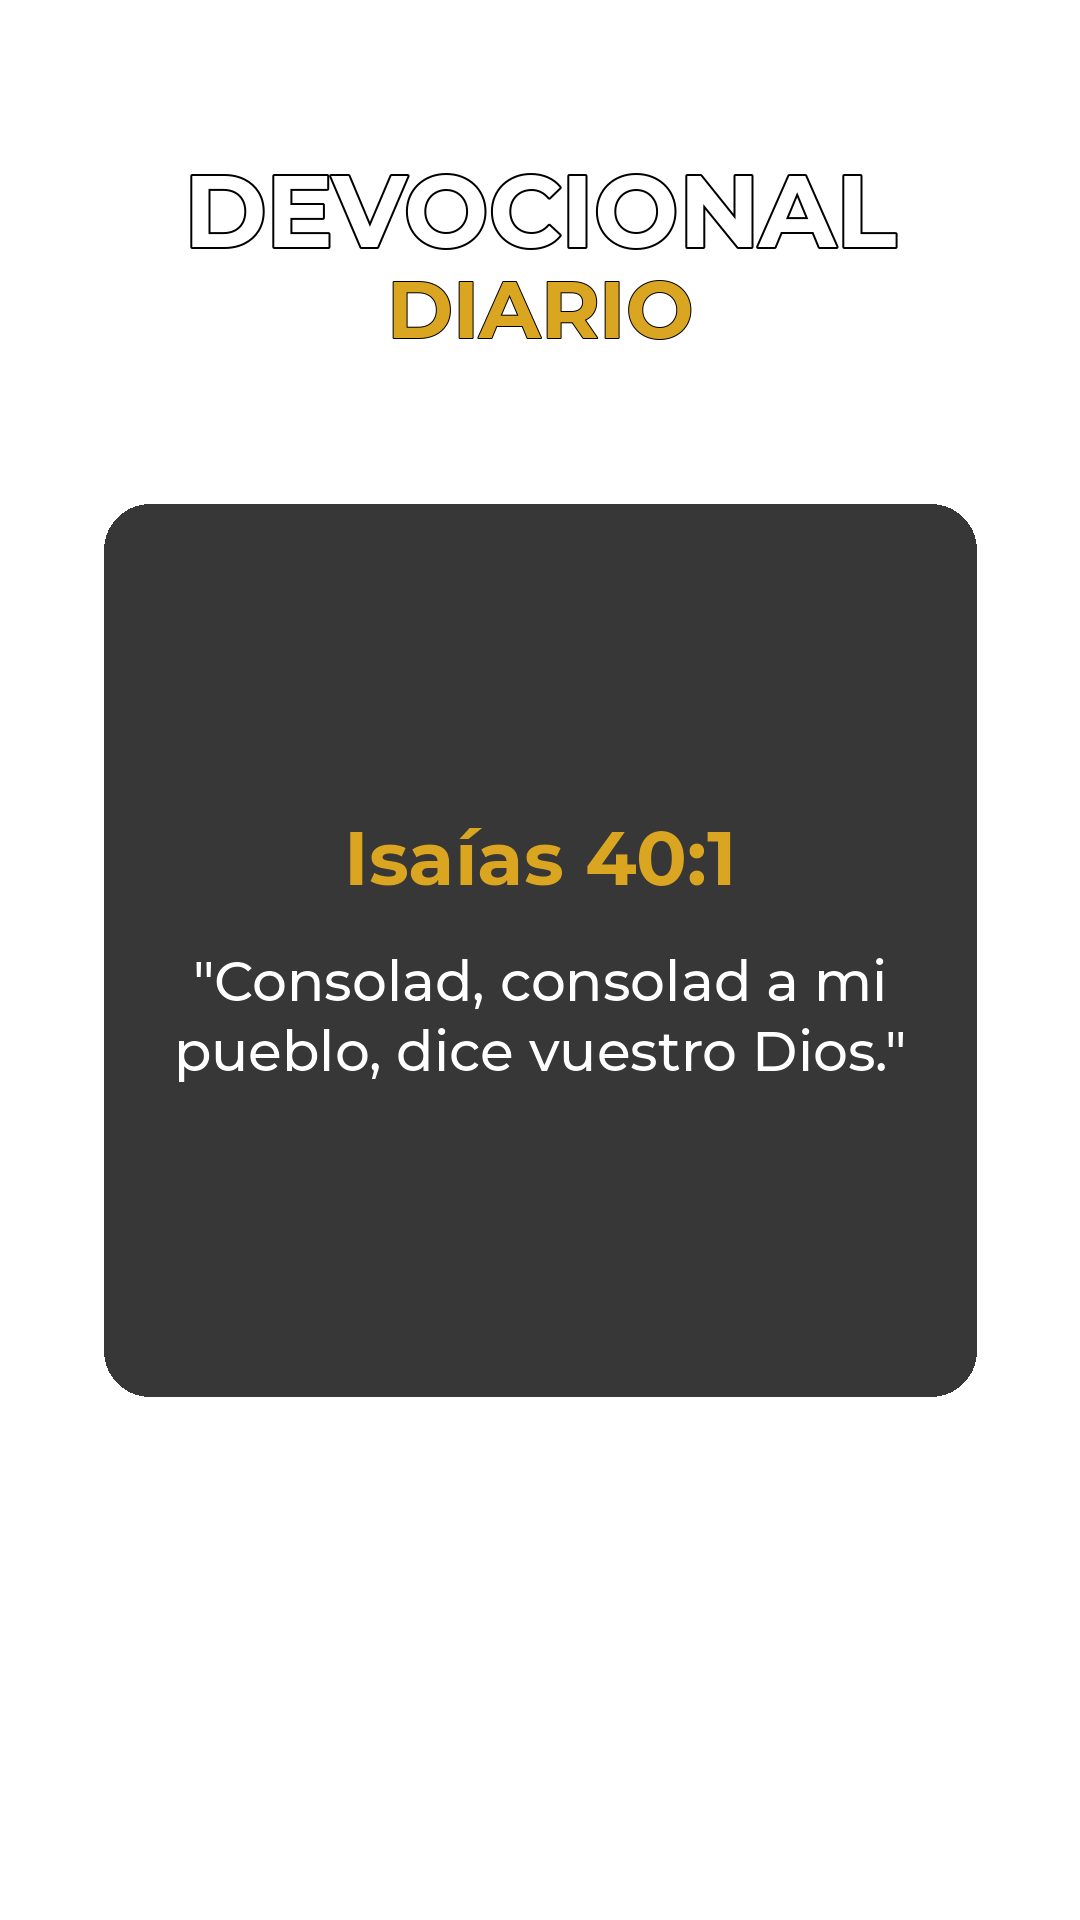 DEVOCIONAL
DIARIO
Isaías 40:1
"Consolad, consolad a mi
pueblo, dice vuestro Dios."